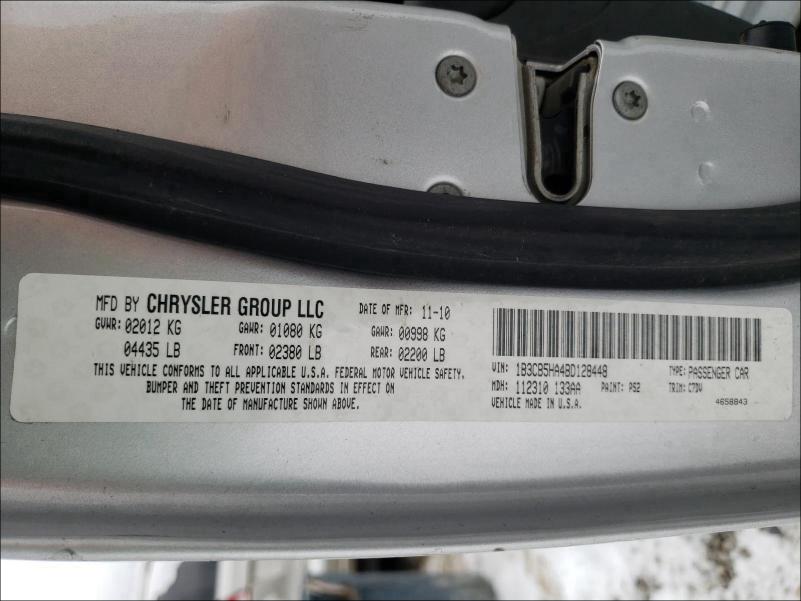 MFD BY CHRYSLER GROUP LLC DATE OF MFR: 11-10
GVWR: 02012 KG GAWR: 01080 KG GAWR: 00998 KG
04435 LB FRONT: 02380 LB REAR: 02200 LB
THIS VEHICLE CONFORMS TO ALL APPLICABLE U.S.A. FEDERAL MOTOR VEHICLE SAFETY,
BUMPER AND THEFT PREVENTION STANDARDS IN EFFECT ON
THE DATE OF MANUFACTURE SHOWN ABOVE.
VIN: 1B3CB5HA4BD128448 TYPE: PASSENGER CAR
MDH: 112310 133AA PAINT: PS2 TRIM: C7DV
VEHICLE MADE IN U.S.A. 4658843